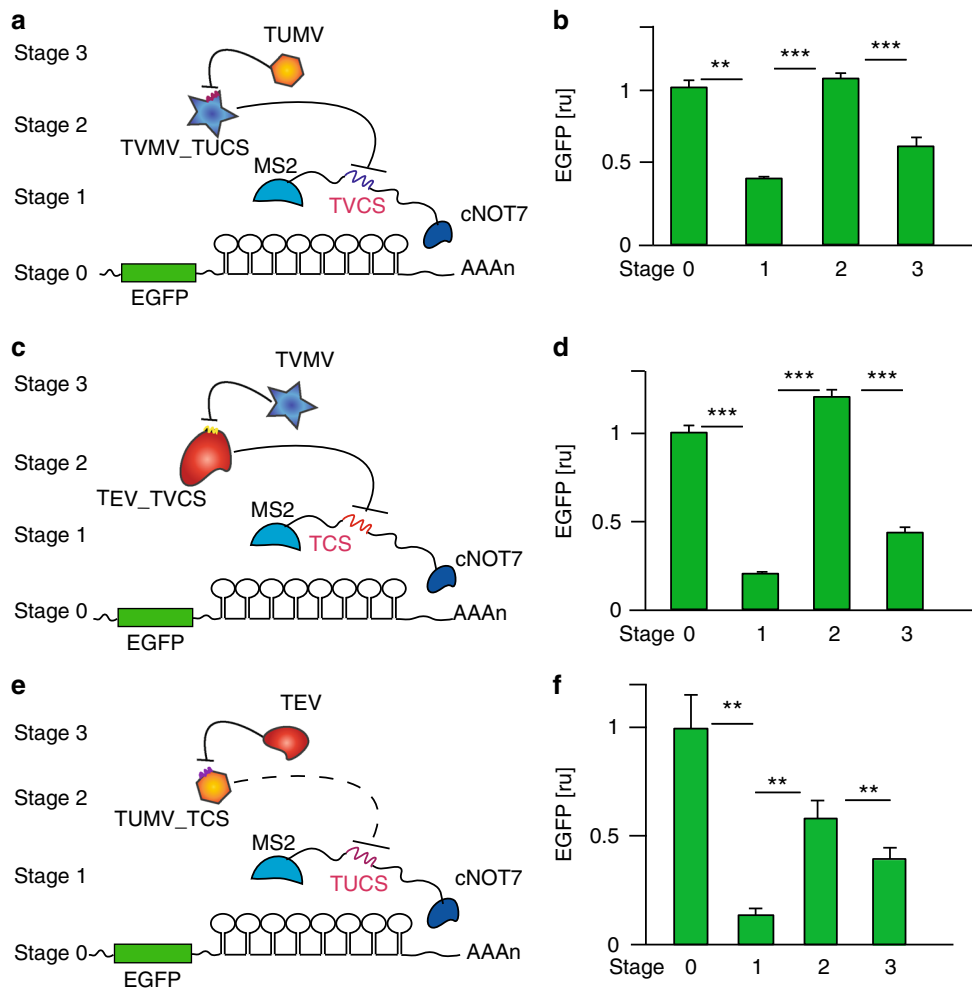 a
Stage 3
TUMV
Stage 2
TVMV_TUCS
MS2
Stage 1
TVCS
cNOT7
Stage 0
AAAn
EGFP
b
EGFP [ru]
**
***
***
1
0.5
0
Stage 0 1 2 3
c
Stage 3
TVMV
Stage 2
TEV_TVCS
MS2
Stage 1
TCS
cNOT7
Stage 0
AAAn
EGFP
d
EGFP [ru]
***
***
***
1
0.5
0
Stage 0 1 2 3
e
TEV
Stage 3
Stage 2
TUMV_TCS
MS2
Stage 1
TUCS
cNOT7
Stage 0
AAAn
EGFP
f
EGFP [ru]
**
**
**
1
0.5
0
Stage 0 1 2 3